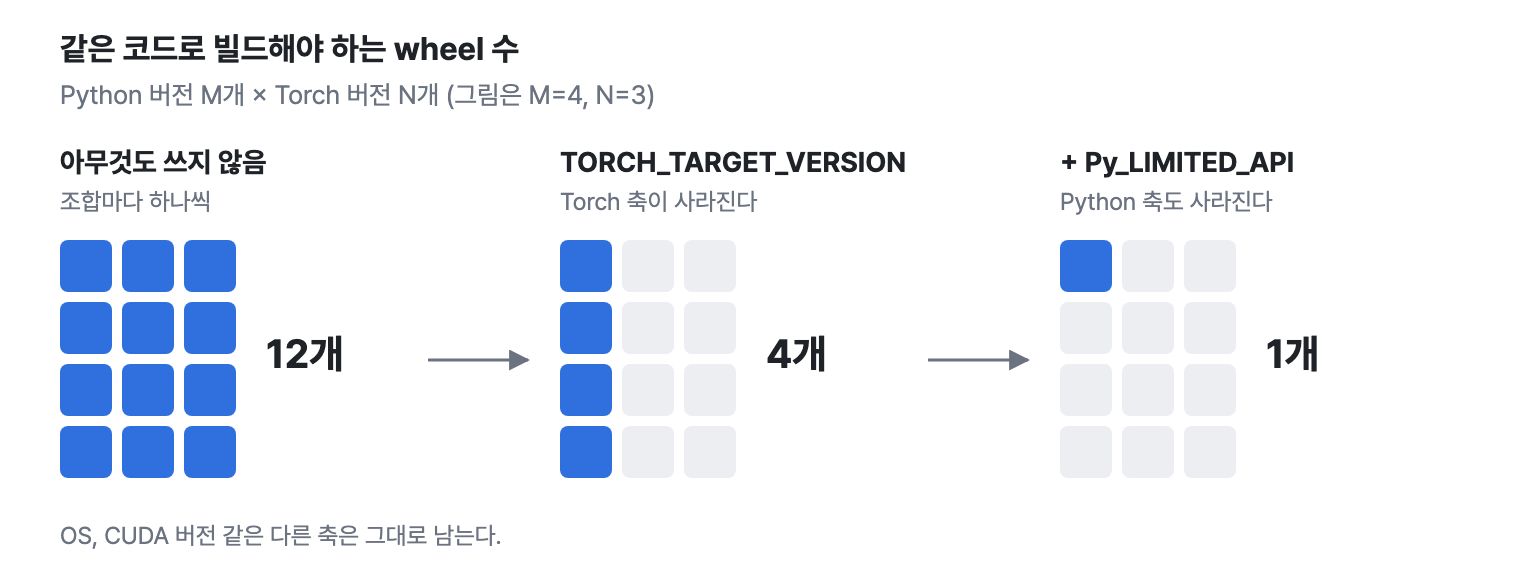 같은 코드로 빌드해야 하는 wheel 수
Python 버전 M개 × Torch 버전 N개 (그림은 M=4, N=3)
아무것도 쓰지 않음
조합마다 하나씩
12개
TORCH_TARGET_VERSION
Torch 축이 사라진다
4개
+ Py_LIMITED_API
Python 축도 사라진다
1개
OS, CUDA 버전 같은 다른 축은 그대로 남는다.